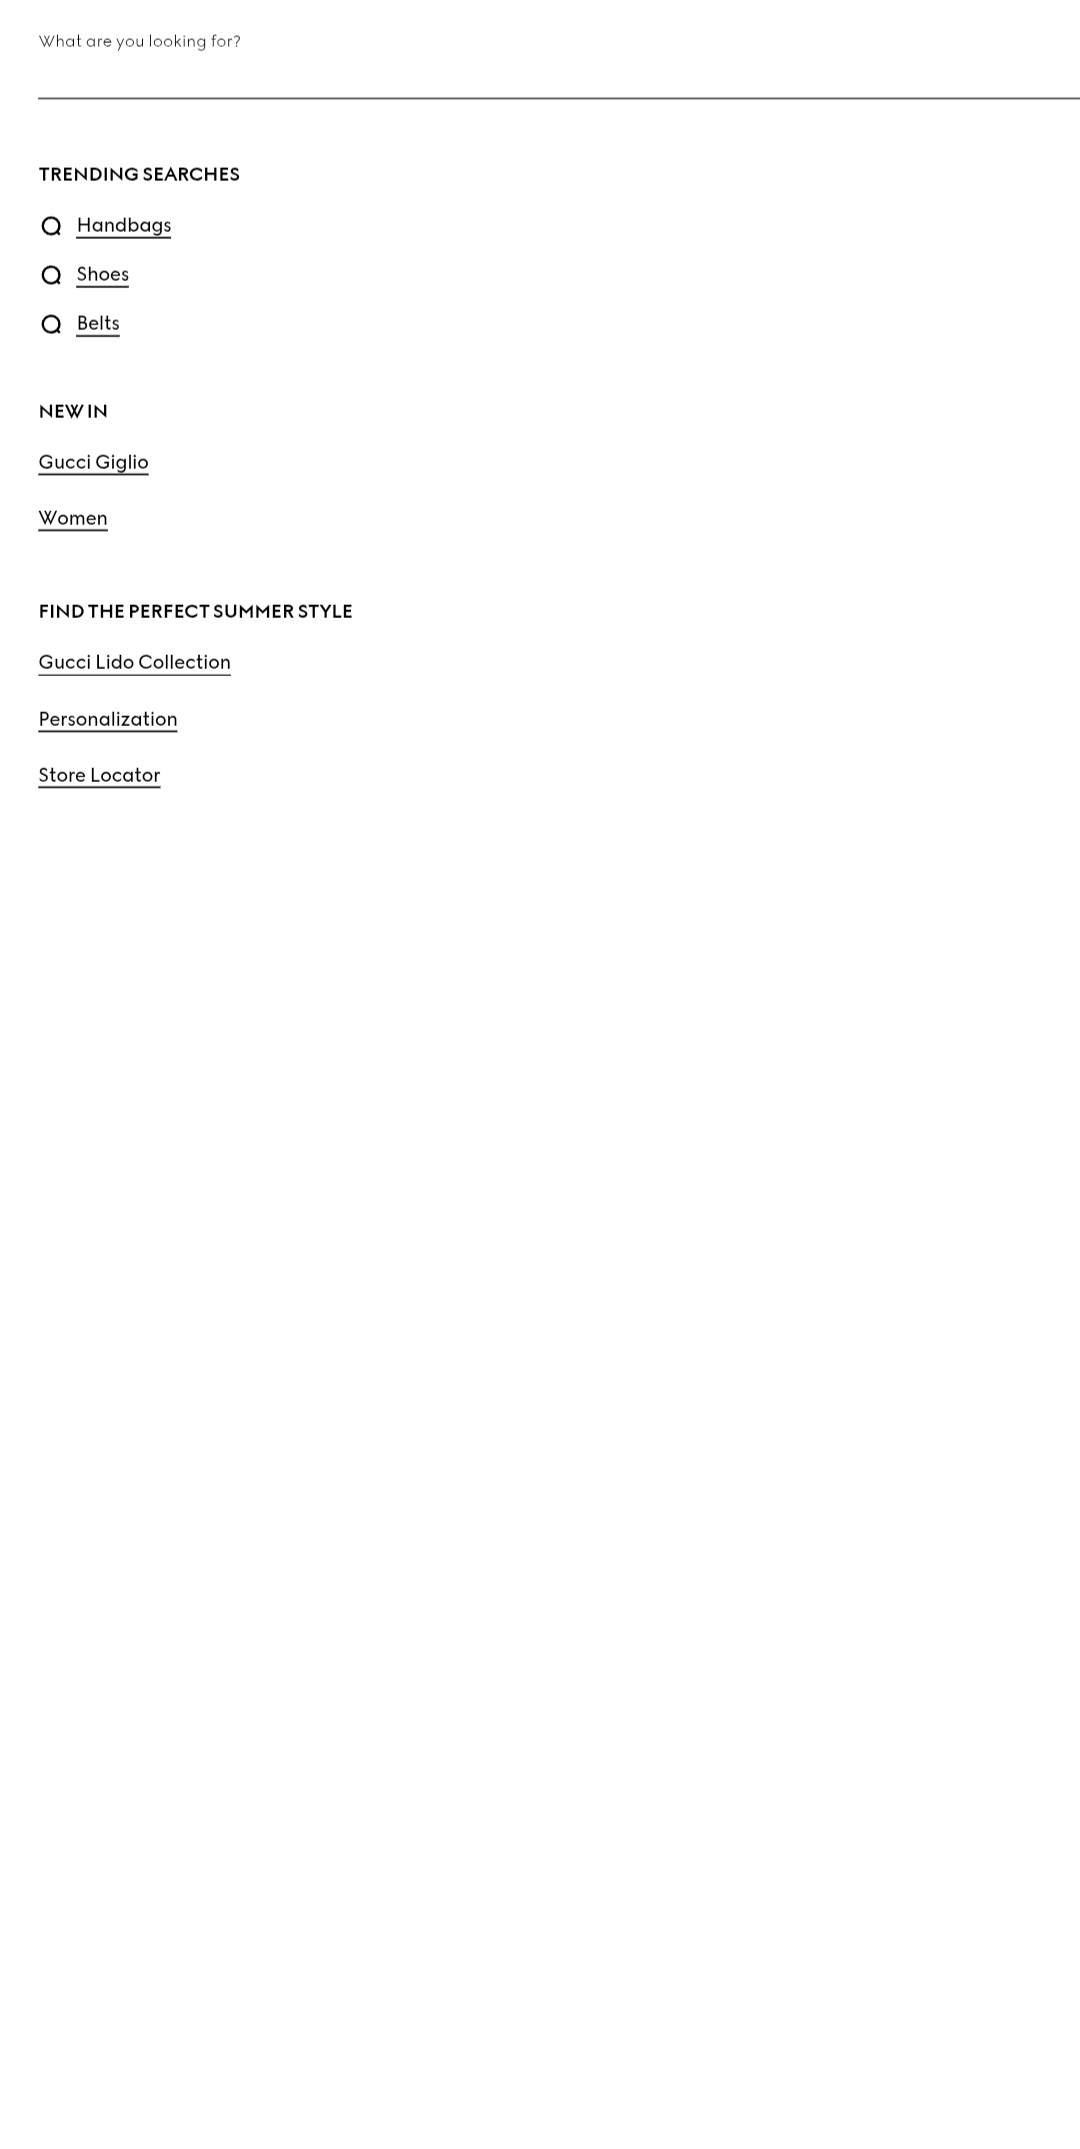 What are you looking for?
TRENDING SEARCHES
Handbags
Shoes
Belts
NEW IN
Gucci Giglio
Women
FIND THE PERFECT SUMMER STYLE
Gucci Lido Collection
Personalization
Store Locator